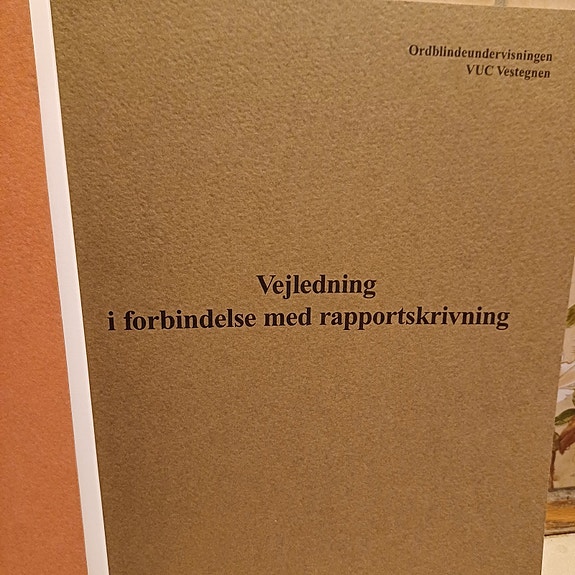 Ordblindeundervisningen
VUC Vestegnen
Vejledning
i forbindelse med rapportskrivning